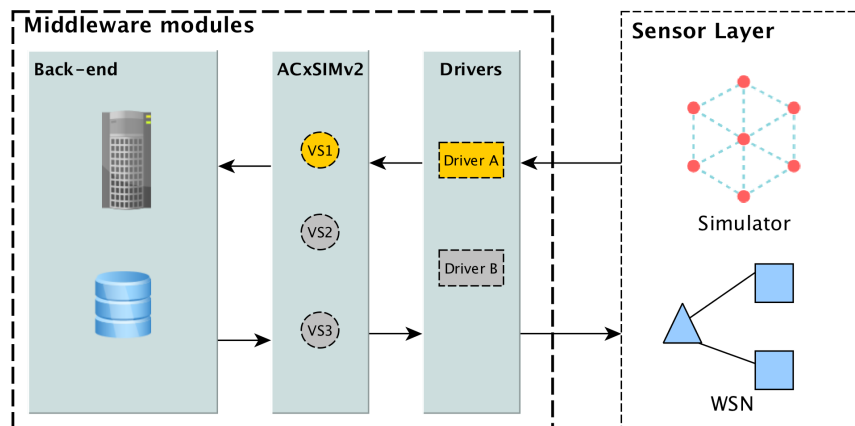 Middleware modules
Sensor Layer
Back-end
ACxSIMv2
Drivers
VS1
Driver A
VS2
Simulator
Driver B
VS3
WSN